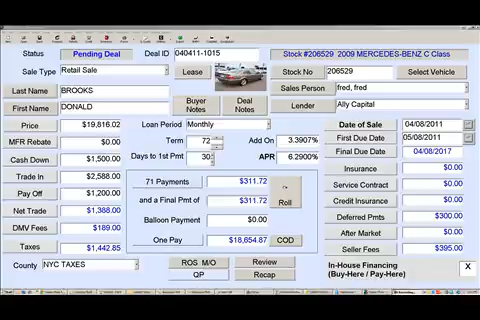 Status Pending Deal Deal ID 040411-1015 Stock #206529 2009 MERCEDES-BENZ C Class
Sale Type Retail Sale Lease Stock No 206529 Select Vehicle
Sales Person fred, fred
Last Name BROOKS Buyer Notes Deal Notes Lender Ally Capital
First Name DONALD
Price $19,816.02 Loan Period Monthly Date of Sale 04/08/2011
MFR Rebate $0.00 Term 72 Add On 3.3907% First Due Date 05/08/2011
Cash Down $1,500.00 Days to 1st Pmt 30 APR 6.2900% Final Due Date 04/08/2017
Trade In $2,588.00 71 Payments $311.72 Insurance $0.00
Pay Off $1,200.00 and a Final Pmt of $311.72 Roll Service Contract $0.00
Net Trade $1,388.00 Balloon Payment $0.00 Credit Insurance $0.00
DMV Fees $189.00 One Pay $18,654.87 COD Deferred Pmts $300.00
Taxes $1,442.85 After Market $0.00
Seller Fees $395.00
County NYC TAXES ROS M/O Review In-House Financing X
QP Recap (Buy-Here / Pay-Here)